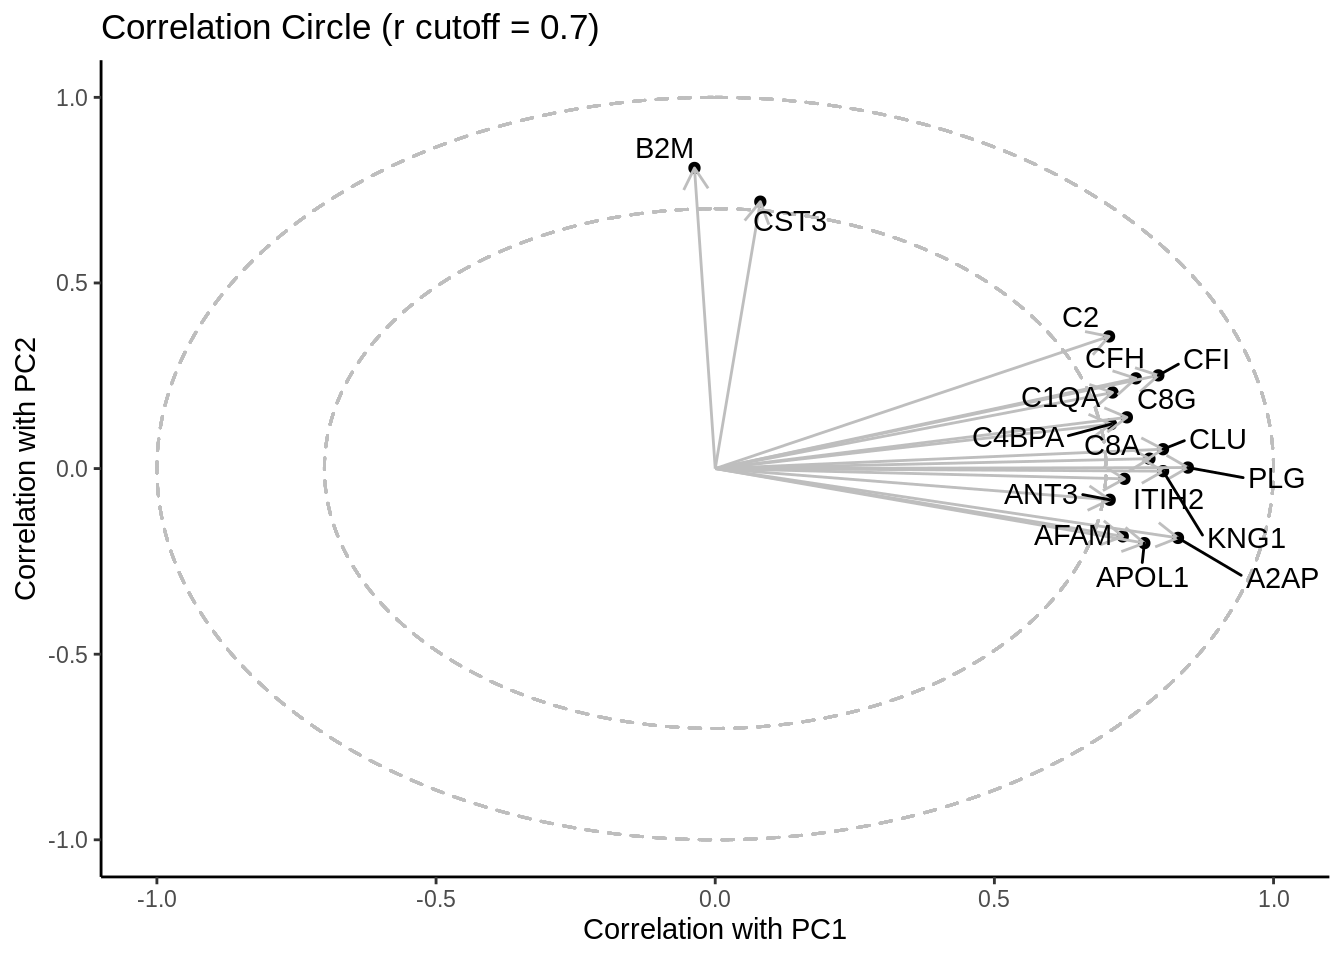 Correlation Circle (r cutoff = 0.7)
1.0
0.5
0.0
-0.5
-1.0
Correlation with PC2
B2M
CST3
C2
CFH
CFI
C1QA
C8G
C4BPA
C8A
CLU
PLG
ANT3
ITIH2
AFAM
KNG1
APOL1
A2AP
-1.0
-0.5
0.0
0.5
1.0
Correlation with PC1